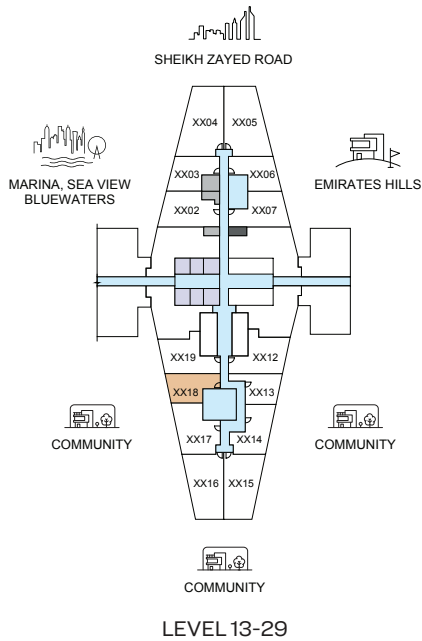 SHEIKH ZAYED ROAD
XX04 XX05
MARINA, SEA VIEW
BLUEWATERS
EMIRATES HILLS
XX03 XX06
XX02 XX07
XX19 XX12
XX18 XX13
XX17 XX14
XX16 XX15
COMMUNITY
COMMUNITY
COMMUNITY
LEVEL 13-29